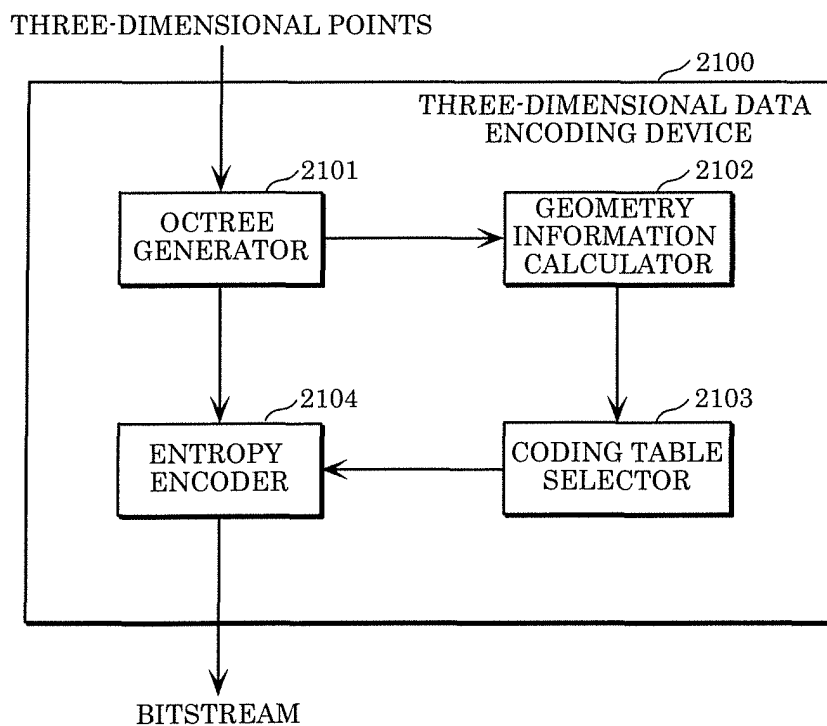 THREE-DIMENSIONAL POINTS
2100
THREE-DIMENSIONAL DATA
ENCODING DEVICE
2101
OCTREE
GENERATOR
2102
GEOMETRY
INFORMATION
CALCULATOR
2104
ENTROPY
ENCODER
2103
CODING TABLE
SELECTOR
BITSTREAM